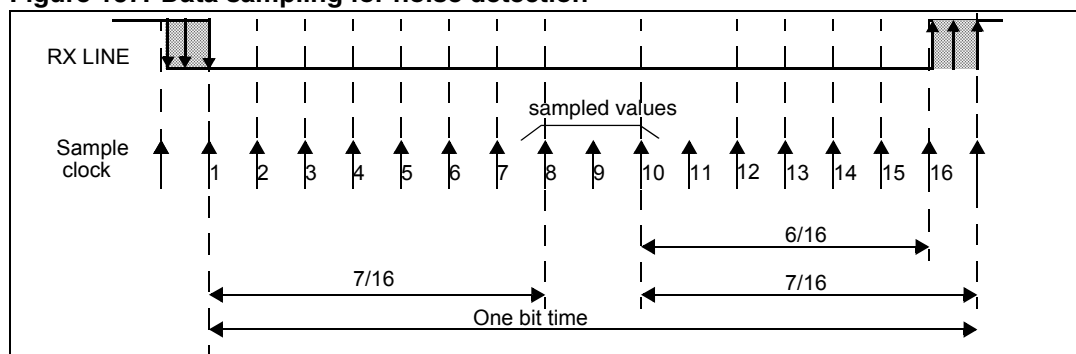 Figure Data sampling for noise detection
RX LINE
sampled values
Sample
clock
1 2 3 4 5 6 7 8 9 10 11 12 13 14 15 16
6/16
7/16
7/16
One bit time